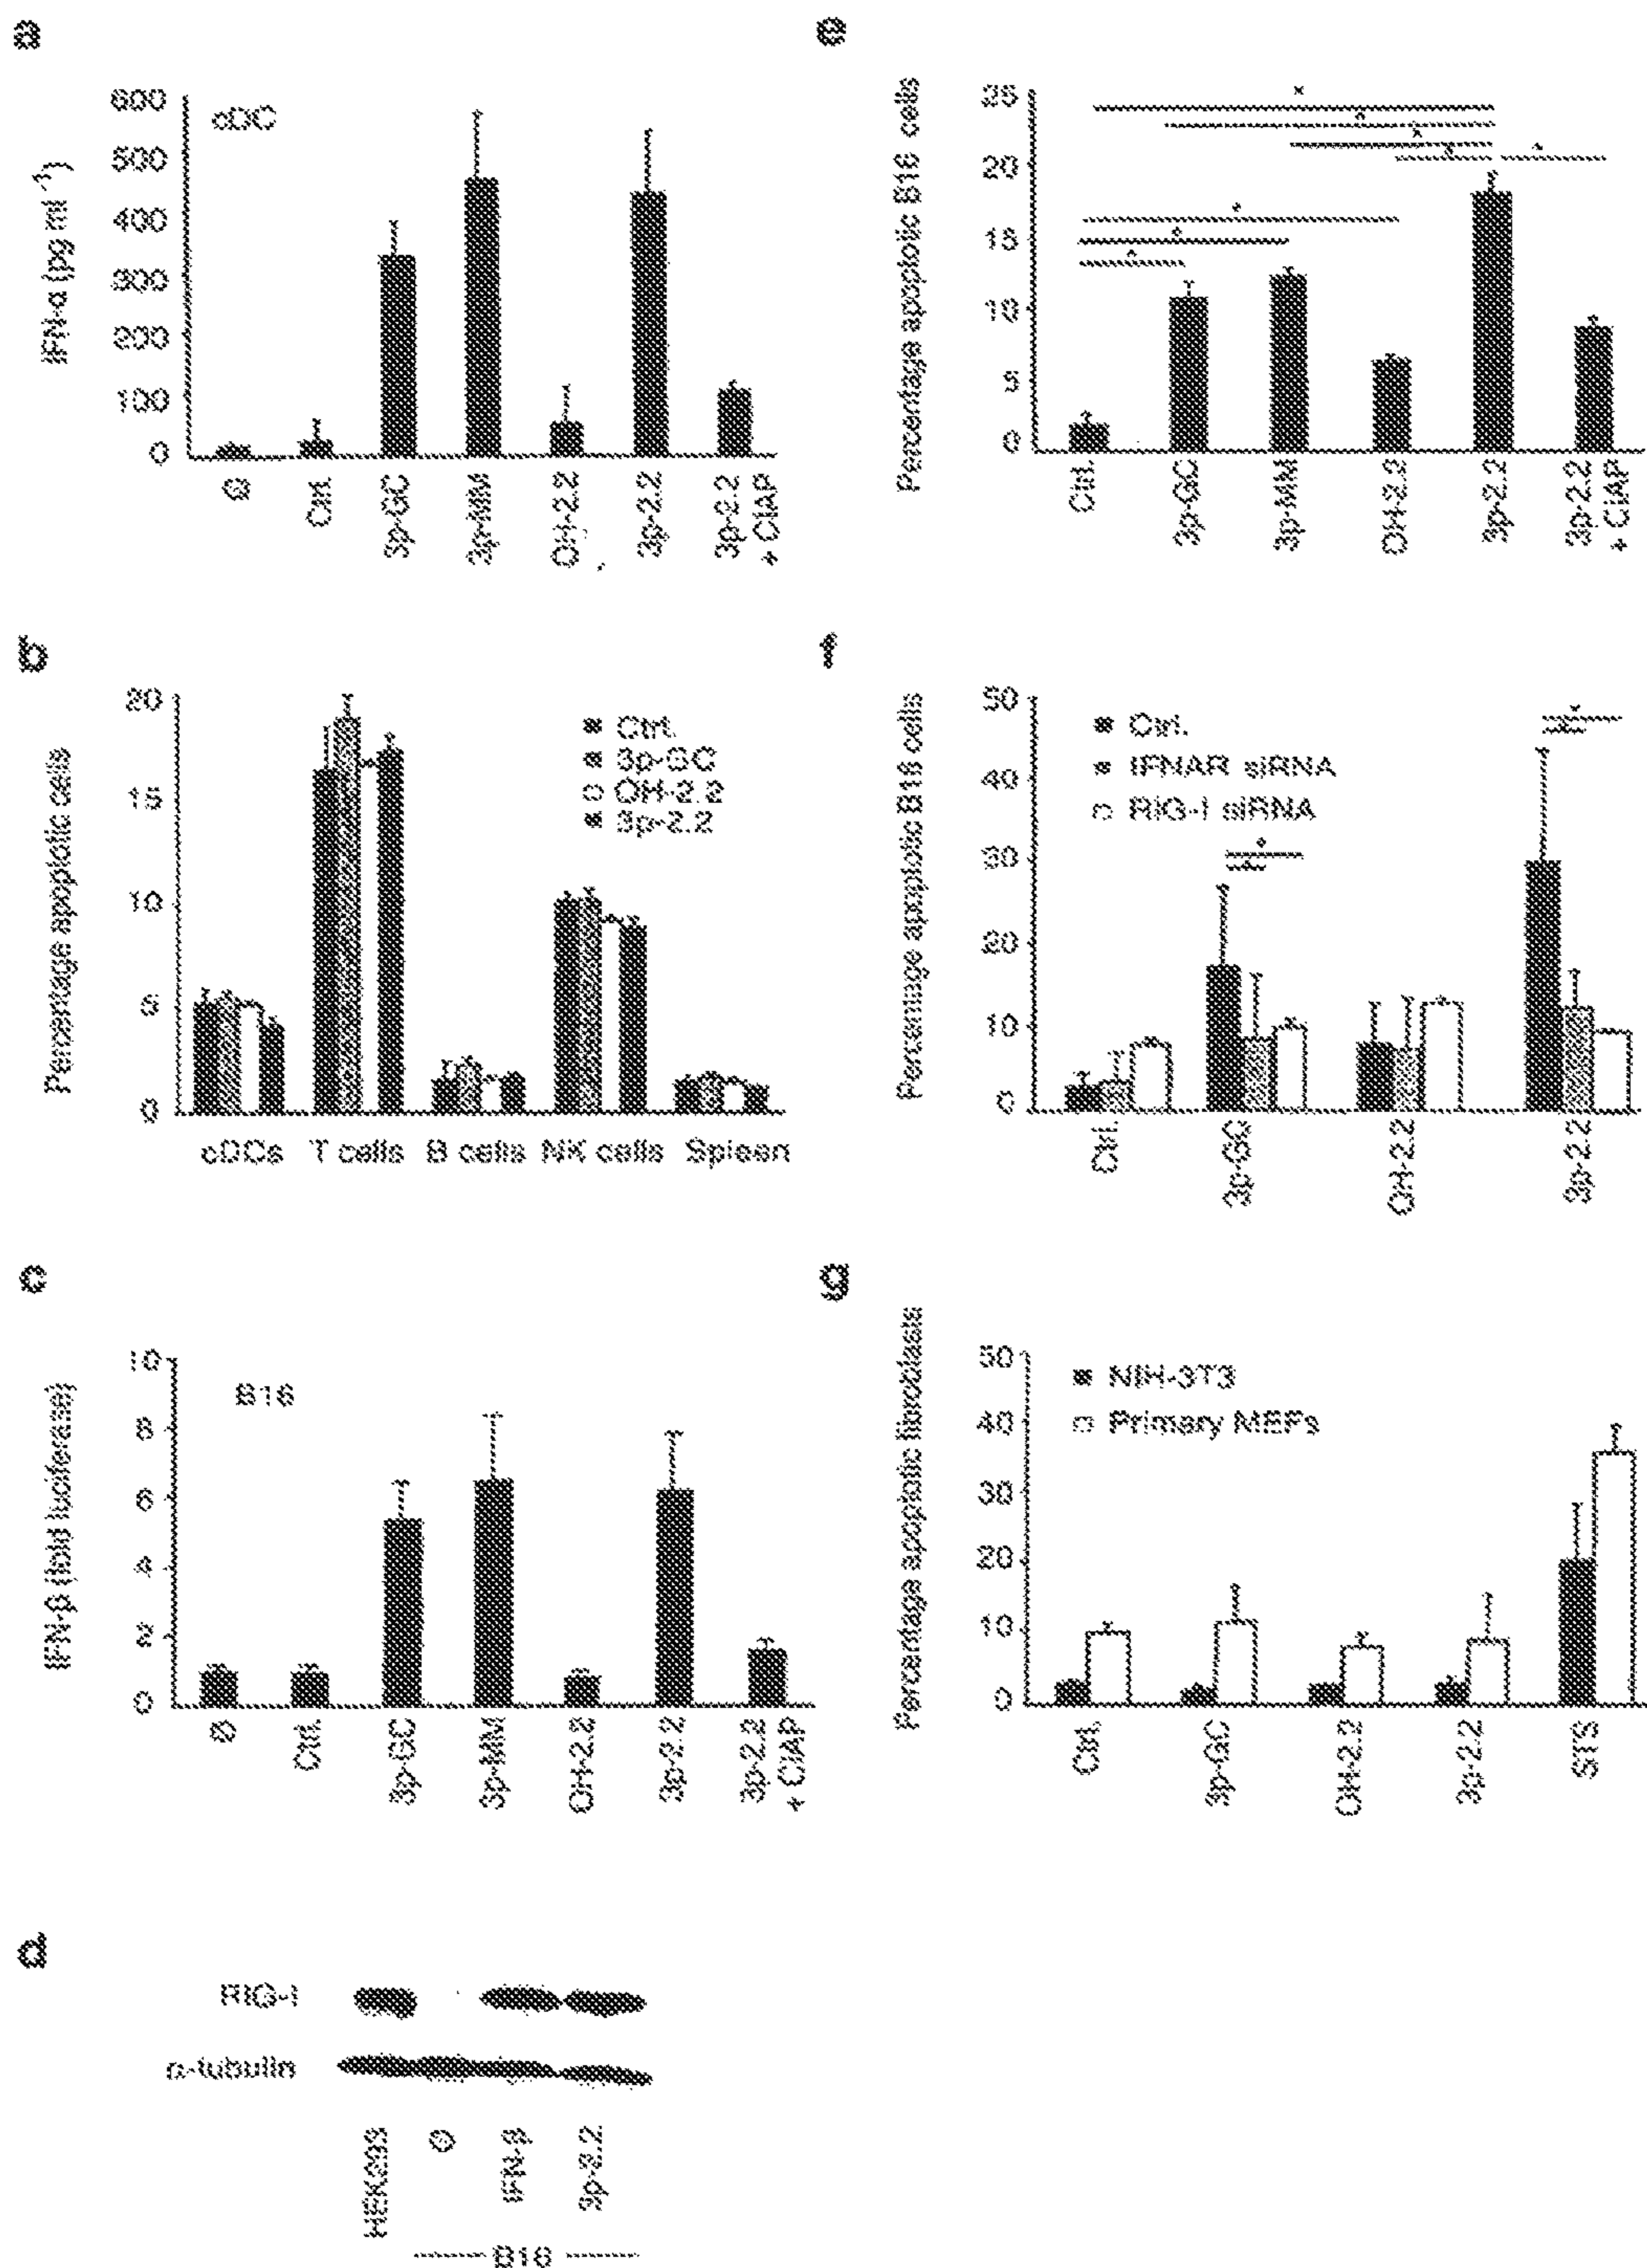 a
IFN-α (pg ml⁻¹)
600
500
400
300
200
100
0
cDC
Ctrl.
3p-GC
3p-MM
OH-2.2
3p-2.2
3p-2.2
+ CIAP
b
Percentage apoptotic cells
20
15
10
5
0
Ctrl.
3p-GC
OH-2.2
3p-2.2
cDCs T cells B cells NK cells Spleen
c
IFN-β (fold luciferase)
10
8
6
4
2
0
B16
Ctrl.
3p-GC
3p-MM
OH-2.2
3p-2.2
3p-2.2
+ CIAP
d
RIG-I
α-tubulin
HEK293
IFN-β
3p-2.2
B16
e
Percentage apoptotic B16 cells
25
20
15
10
5
0
Ctrl.
3p-GC
3p-MM
OH-2.2
3p-2.2
3p-2.2
+ CIAP
f
Percentage apoptotic B16 cells
50
40
30
20
10
0
Ctrl.
IFNAR siRNA
RIG-I siRNA
Ctrl.
3p-GC
OH-2.2
3p-2.2
g
Percentage apoptotic fibroblasts
50
40
30
20
10
0
NIH-3T3
Primary MEFs
Ctrl.
3p-GC
OH-2.2
3p-2.2
STS